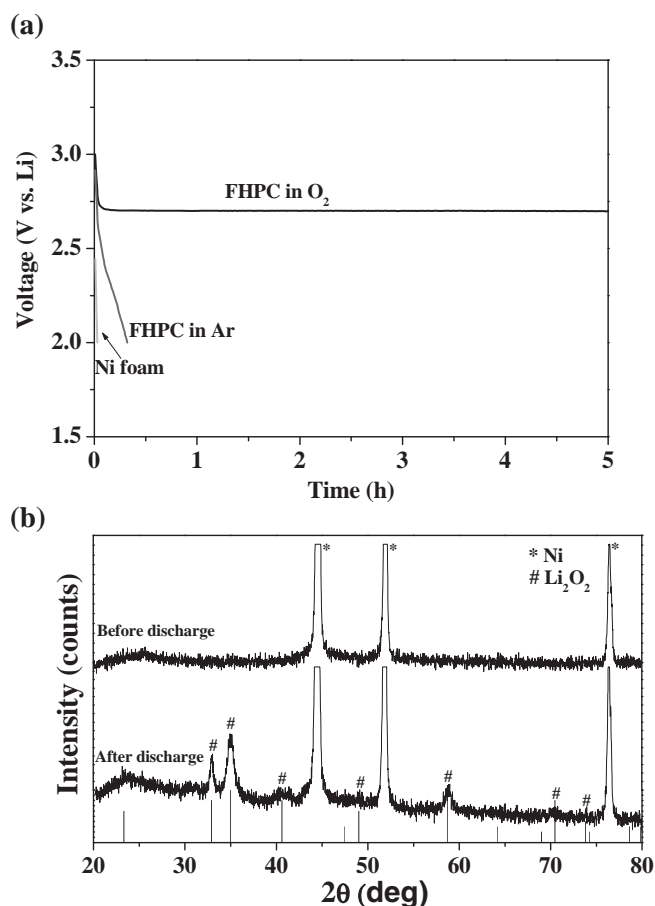 (a)
3.5
3.0
2.5
2.0
1.5
Voltage (V vs. Li)
FHPC in O₂
FHPC in Ar
Ni foam
0 1 2 3 4 5
Time (h)
(b)
* Ni
# Li₂O₂
* * *
Before discharge
# # # # # # #
After discharge
Intensity (counts)
20 30 40 50 60 70 80
2θ (deg)